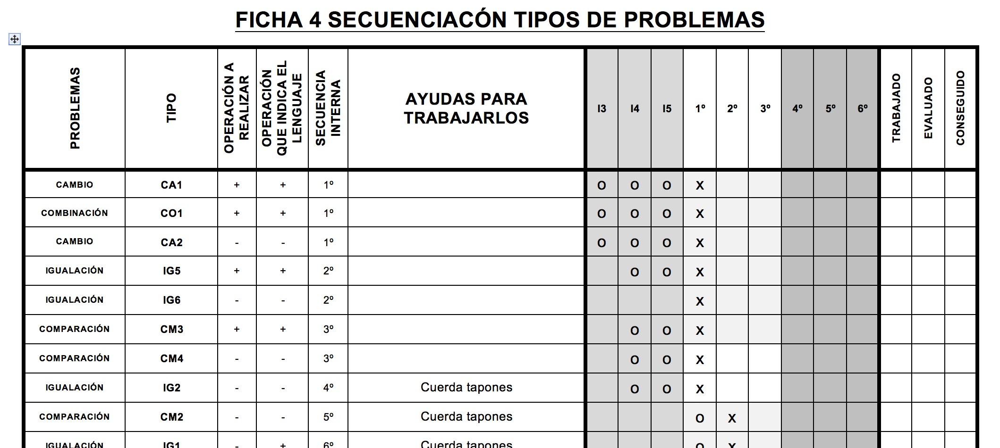 FICHA 4 SECUENCIACÓN TIPOS DE PROBLEMAS
PROBLEMAS
TIPO
OPERACIÓN A
REALIZAR
OPERACIÓN
QUE INDICA EL
LENGUAJE
SECUENCIA
INTERNA
AYUDAS PARA
TRABAJARLOS
I3 I4 I5 1º 2º 3º 4º 5º 6º
TRABAJADO
EVALUADO
CONSEGUIDO
CAMBIO CA1 + + 1º O O O X
COMBINACIÓN CO1 + + 1º O O O X
CAMBIO CA2 - - 1º O O O X
IGUALACIÓN IG5 + + 2º O O X
IGUALACIÓN IG6 - - 2º X
COMPARACIÓN CM3 + + 3º O O X
COMPARACIÓN CM4 - - 3º O O X
IGUALACIÓN IG2 - - 4º Cuerda tapones O O X
COMPARACIÓN CM2 - - 5º Cuerda tapones O X
IGUALACIÓN IG1 - + 6º Cuerda tapones O X